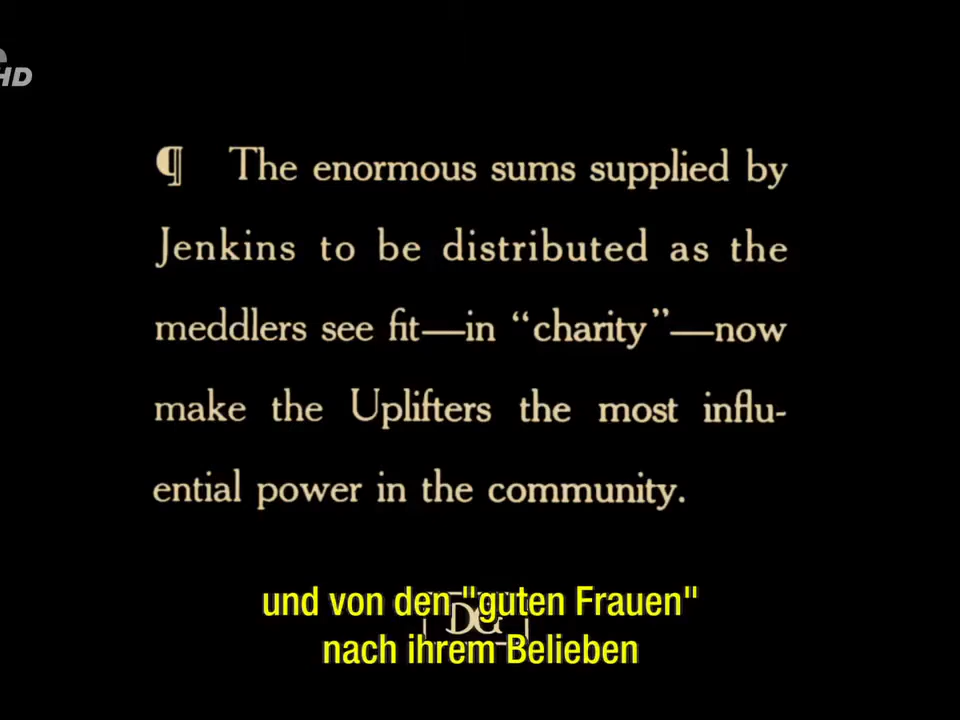 HD
¶ The enormous sums supplied by
Jenkins to be distributed as the
meddlers see fit—in “charity”—now
make the Uplifters the most influ-
ential power in the community.
DG
und von den "guten Frauen"
nach ihrem Belieben